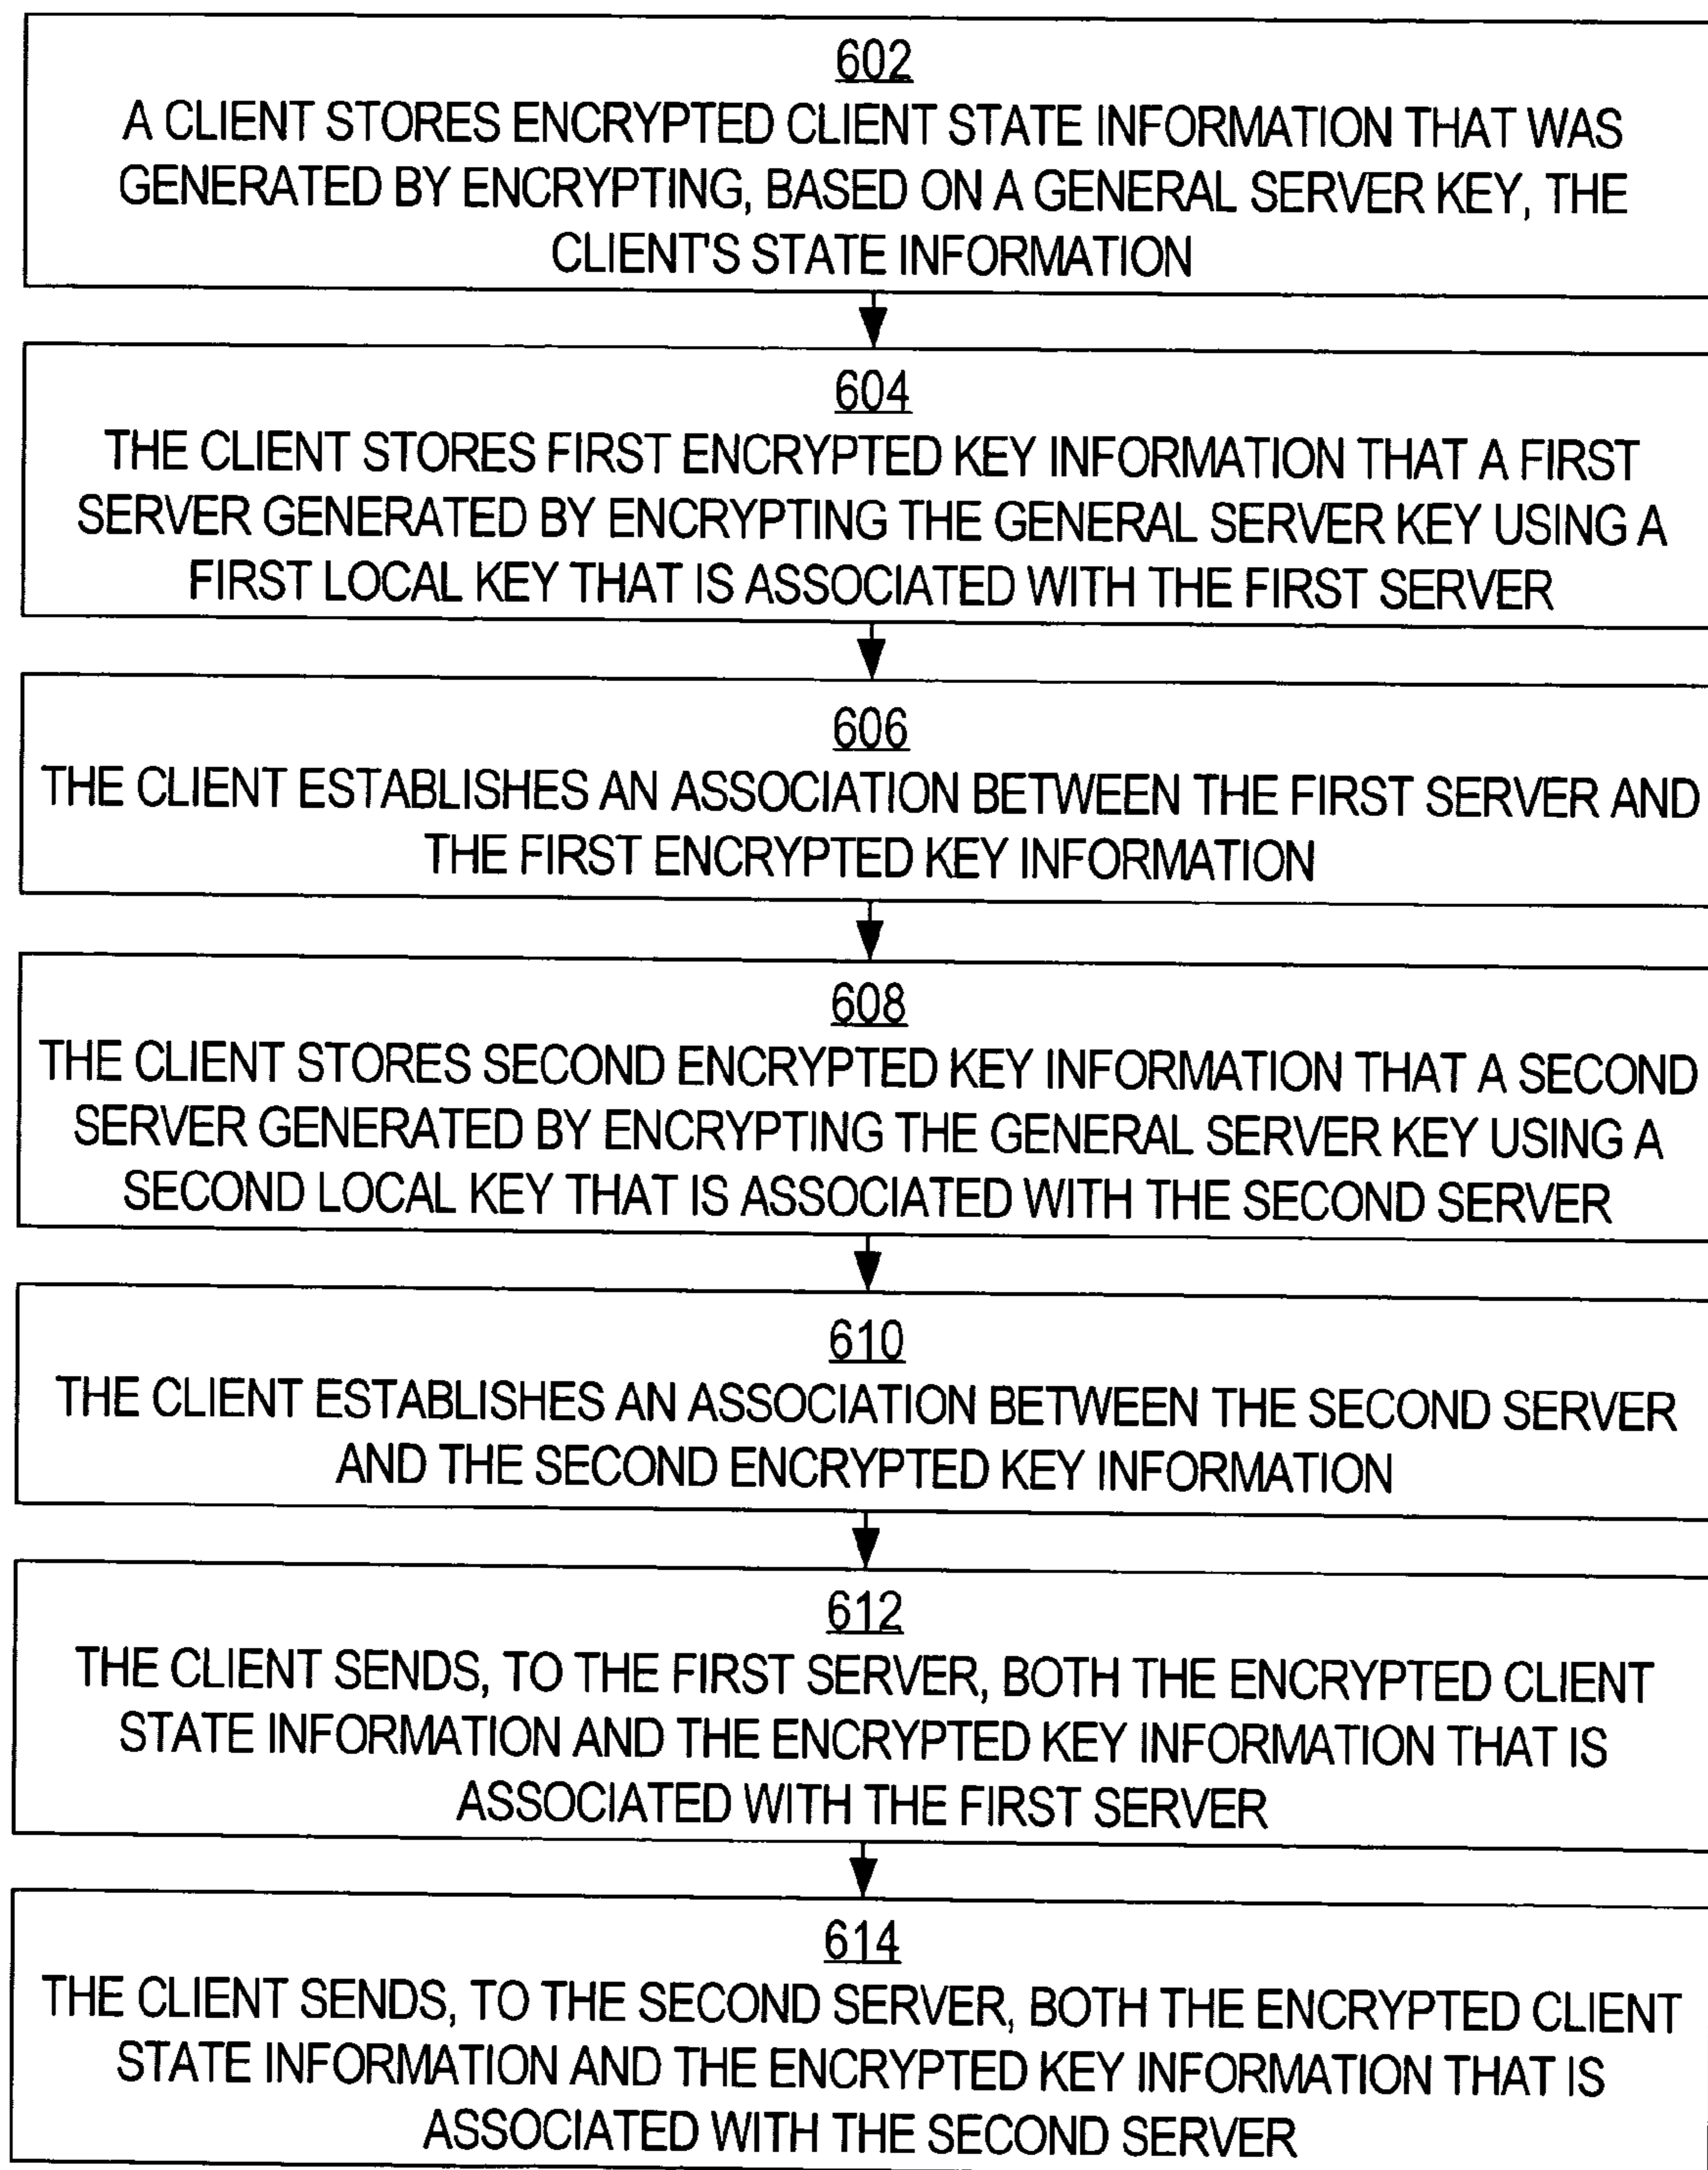 602
A CLIENT STORES ENCRYPTED CLIENT STATE INFORMATION THAT WAS
GENERATED BY ENCRYPTING, BASED ON A GENERAL SERVER KEY, THE
CLIENT'S STATE INFORMATION
604
THE CLIENT STORES FIRST ENCRYPTED KEY INFORMATION THAT A FIRST
SERVER GENERATED BY ENCRYPTING THE GENERAL SERVER KEY USING A
FIRST LOCAL KEY THAT IS ASSOCIATED WITH THE FIRST SERVER
606
THE CLIENT ESTABLISHES AN ASSOCIATION BETWEEN THE FIRST SERVER AND
THE FIRST ENCRYPTED KEY INFORMATION
608
THE CLIENT STORES SECOND ENCRYPTED KEY INFORMATION THAT A SECOND
SERVER GENERATED BY ENCRYPTING THE GENERAL SERVER KEY USING A
SECOND LOCAL KEY THAT IS ASSOCIATED WITH THE SECOND SERVER
610
THE CLIENT ESTABLISHES AN ASSOCIATION BETWEEN THE SECOND SERVER
AND THE SECOND ENCRYPTED KEY INFORMATION
612
THE CLIENT SENDS, TO THE FIRST SERVER, BOTH THE ENCRYPTED CLIENT
STATE INFORMATION AND THE ENCRYPTED KEY INFORMATION THAT IS
ASSOCIATED WITH THE FIRST SERVER
614
THE CLIENT SENDS, TO THE SECOND SERVER, BOTH THE ENCRYPTED CLIENT
STATE INFORMATION AND THE ENCRYPTED KEY INFORMATION THAT IS
ASSOCIATED WITH THE SECOND SERVER